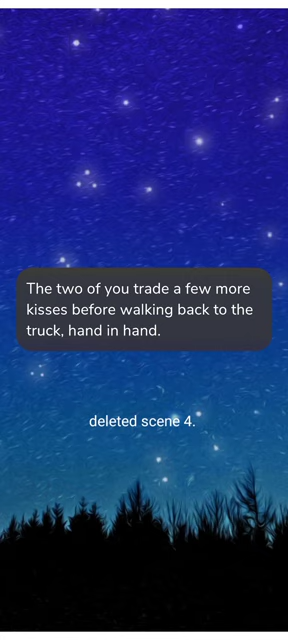 The two of you trade a few more
kisses before walking back to the
truck, hand in hand.
deleted scene 4.